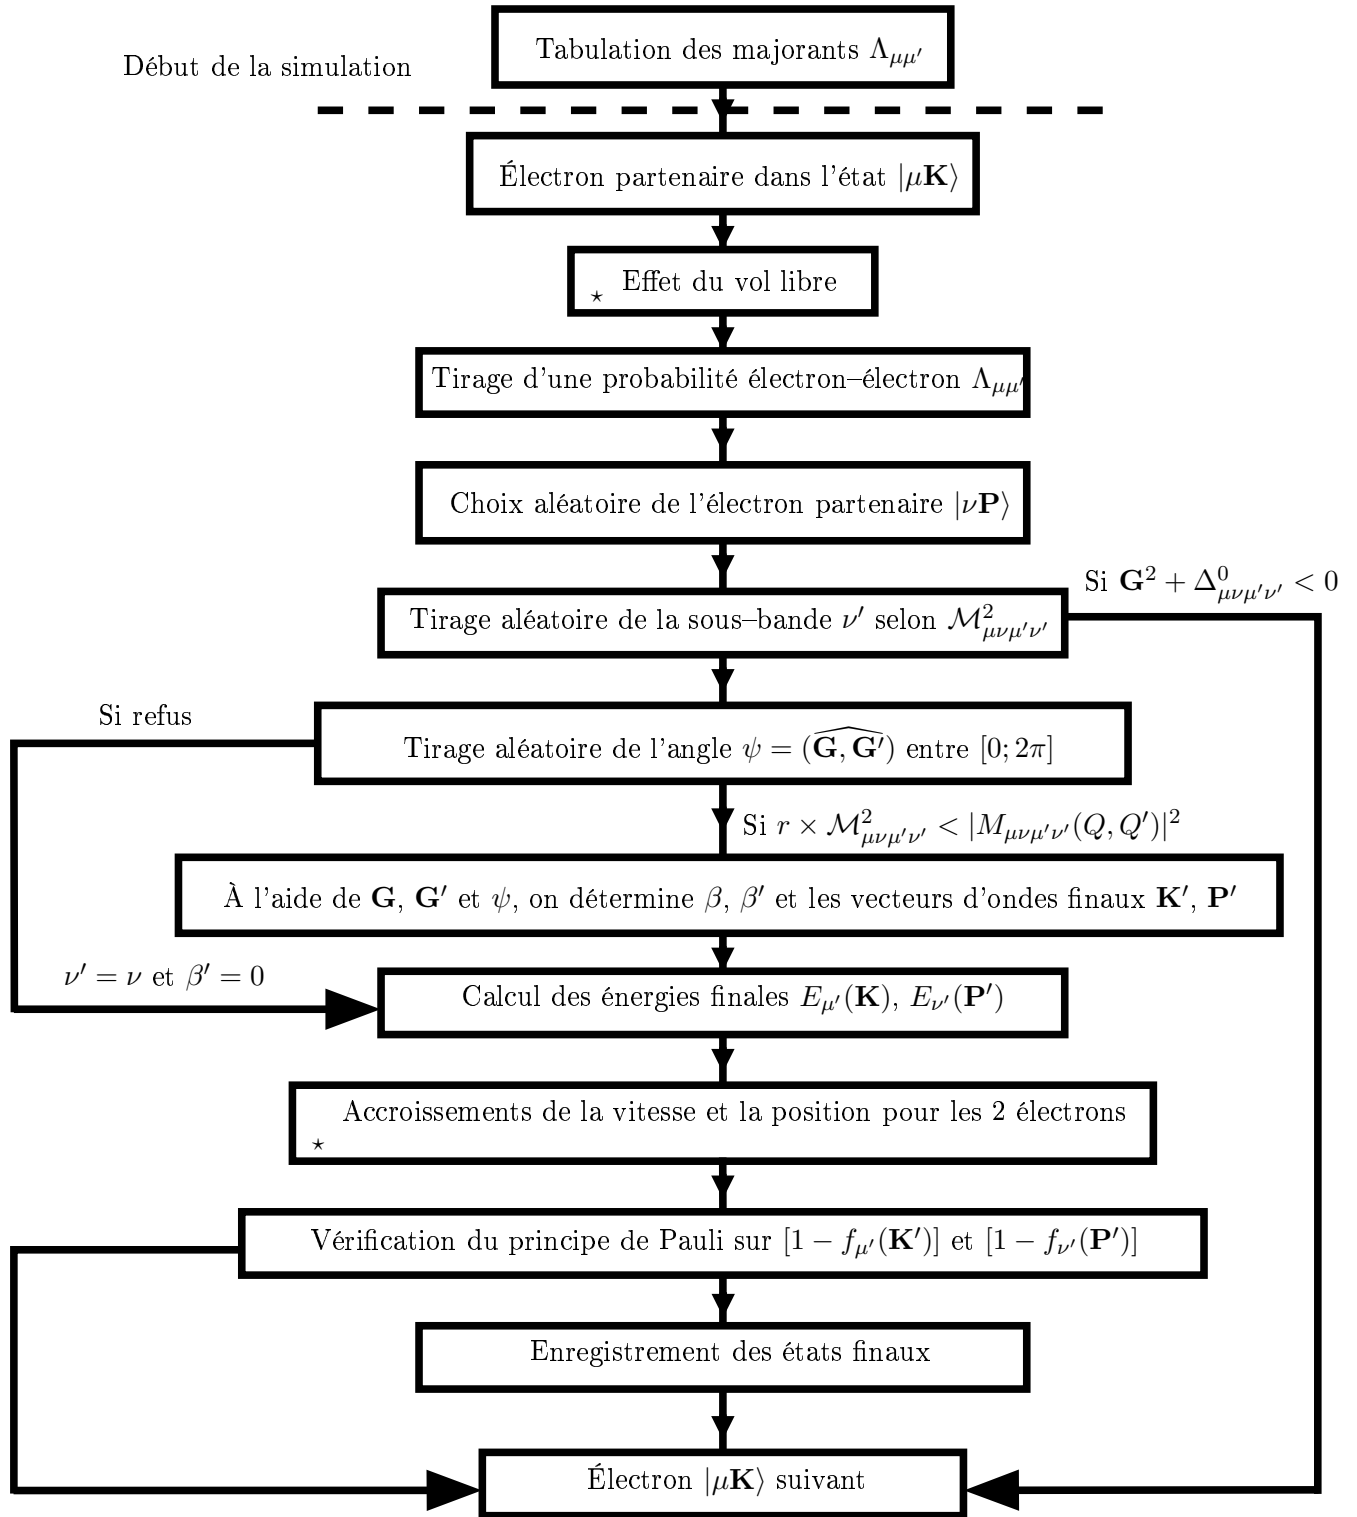 Tabulation des majorants Λ_{μμ′}
Début de la simulation
Électron partenaire dans l'état |μ𝐊⟩
⋆ Effet du vol libre
Tirage d'une probabilité électron–électron Λ_{μμ′}
Choix aléatoire de l'électron partenaire |ν𝐏⟩
Si 𝐆² + Δ⁰_{μνμ′ν′} < 0
Tirage aléatoire de la sous–bande ν′ selon ℳ²_{μνμ′ν′}
Si refus
Tirage aléatoire de l'angle ψ = (\widehat{𝐆, 𝐆′}) entre [0; 2π]
Si r × ℳ²_{μνμ′ν′} < |M_{μνμ′ν′}(Q, Q′)|²
À l'aide de 𝐆, 𝐆′ et ψ, on détermine β, β′ et les vecteurs d'ondes finaux 𝐊′, 𝐏′
ν′ = ν et β′ = 0
Calcul des énergies finales E_{μ′}(𝐊), E_{ν′}(𝐏′)
Accroissements de la vitesse et la position pour les 2 électrons
⋆
Vérification du principe de Pauli sur [1 − f_{μ′}(𝐊′)] et [1 − f_{ν′}(𝐏′)]
Enregistrement des états finaux
Électron |μ𝐊⟩ suivant